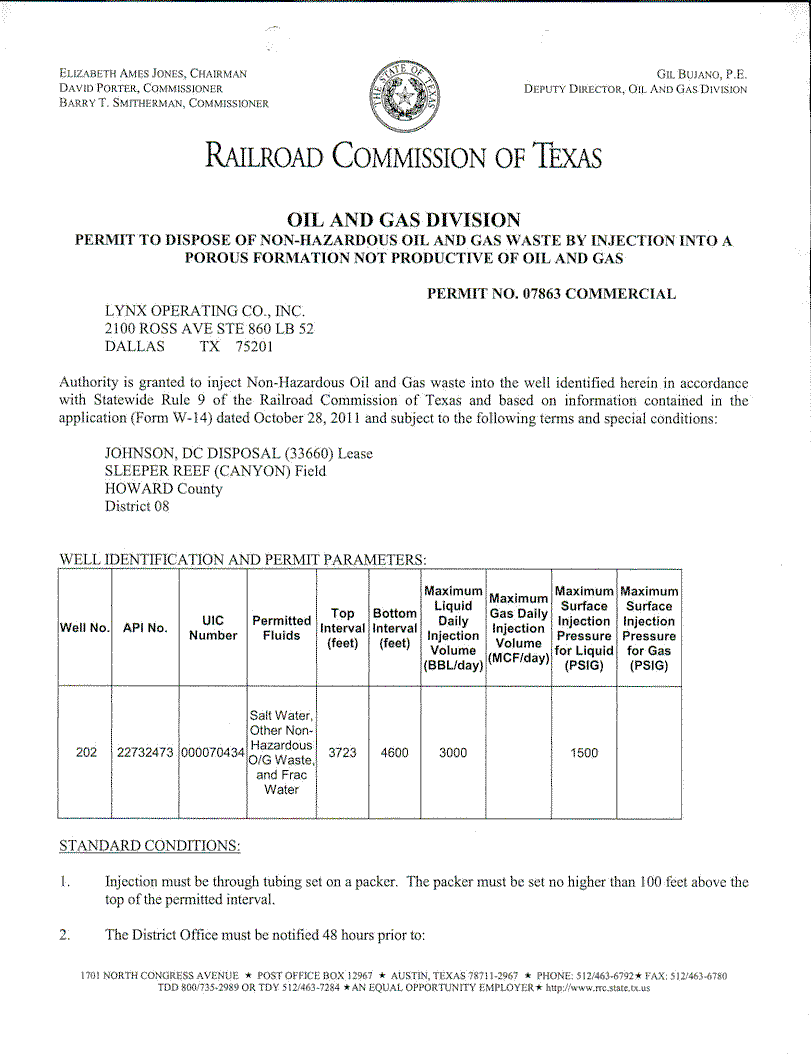 ELIZABETH AMES JONES, CHAIRMAN
DAVID PORTER, COMMISSIONER
BARRY T. SMITHERMAN, COMMISSIONER
THE STATE OF TEXAS
GIL BUJANO, P.E.
DEPUTY DIRECTOR, OIL AND GAS DIVISION
RAILROAD COMMISSION OF TEXAS
OIL AND GAS DIVISION
PERMIT TO DISPOSE OF NON-HAZARDOUS OIL AND GAS WASTE BY INJECTION INTO A
POROUS FORMATION NOT PRODUCTIVE OF OIL AND GAS
PERMIT NO. 07863 COMMERCIAL
LYNX OPERATING CO., INC.
2100 ROSS AVE STE 860 LB 52
DALLAS TX 75201
Authority is granted to inject Non-Hazardous Oil and Gas waste into the well identified herein in accordance
with Statewide Rule 9 of the Railroad Commission of Texas and based on information contained in the
application (Form W-14) dated October 28, 2011 and subject to the following terms and special conditions:
JOHNSON, DC DISPOSAL (33660) Lease
SLEEPER REEF (CANYON) Field
HOWARD County
District 08
WELL IDENTIFICATION AND PERMIT PARAMETERS:
Well No.
API No.
UIC
Number
Permitted
Fluids
Top
Interval
(feet)
Bottom
Interval
(feet)
Maximum
Liquid
Daily
Injection
Volume
(BBL/day)
Maximum
Gas Daily
Injection
Volume
(MCF/day)
Maximum
Surface
Injection
Pressure
for Liquid
(PSIG)
Maximum
Surface
Injection
Pressure
for Gas
(PSIG)
202
22732473
000070434
Salt Water,
Other Non-
Hazardous
O/G Waste,
and Frac
Water
3723
4600
3000
1500
STANDARD CONDITIONS:
1. Injection must be through tubing set on a packer. The packer must be set no higher than 100 feet above the
top of the permitted interval.
2. The District Office must be notified 48 hours prior to:
1701 NORTH CONGRESS AVENUE ★ POST OFFICE BOX 12967 ★ AUSTIN, TEXAS 78711-2967 ★ PHONE: 512/463-6792 ★ FAX: 512/463-6780
TDD 800/735-2989 OR TDY 512/463-7284 ★ AN EQUAL OPPORTUNITY EMPLOYER ★ http://www.rrc.state.tx.us